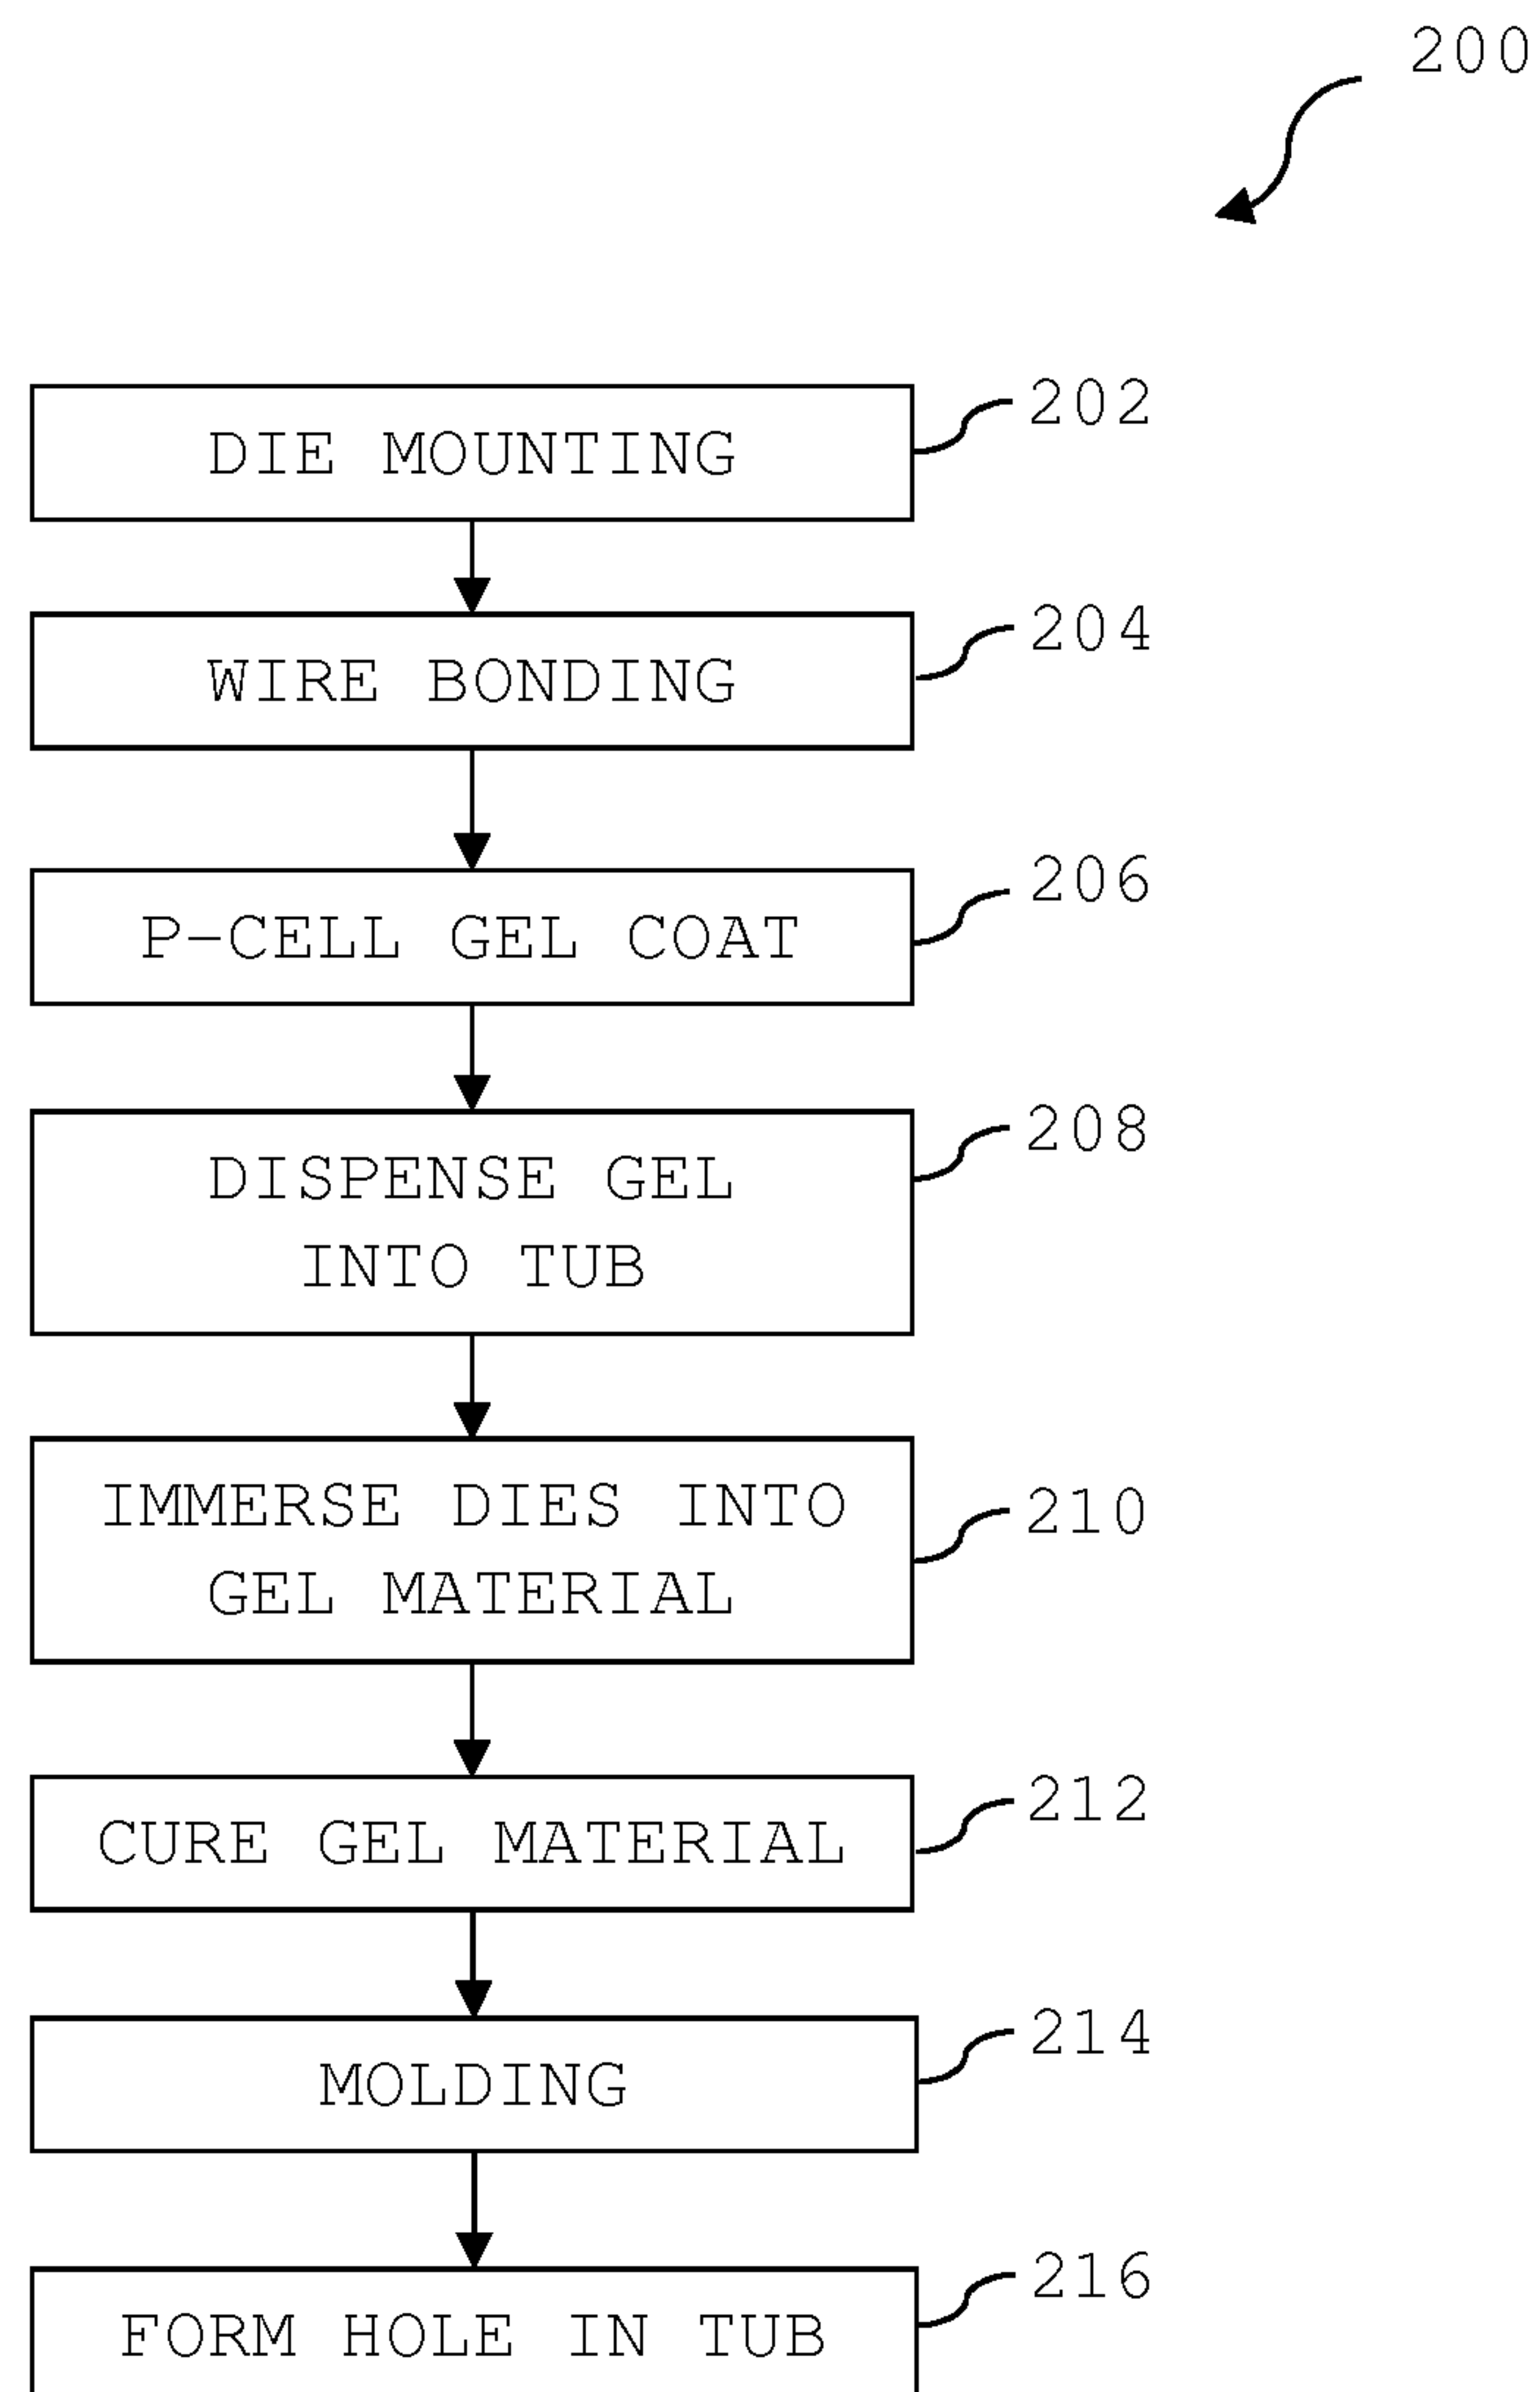 200
DIE MOUNTING
202
WIRE BONDING
204
P-CELL GEL COAT
206
DISPENSE GEL
INTO TUB
208
IMMERSE DIES INTO
GEL MATERIAL
210
CURE GEL MATERIAL
212
MOLDING
214
FORM HOLE IN TUB
216